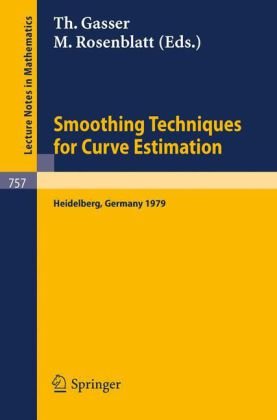 Th. Gasser
M. Rosenblatt (Eds.)
Lecture Notes in Mathematics
757
Smoothing Techniques
for Curve Estimation
Heidelberg, Germany 1979
Springer